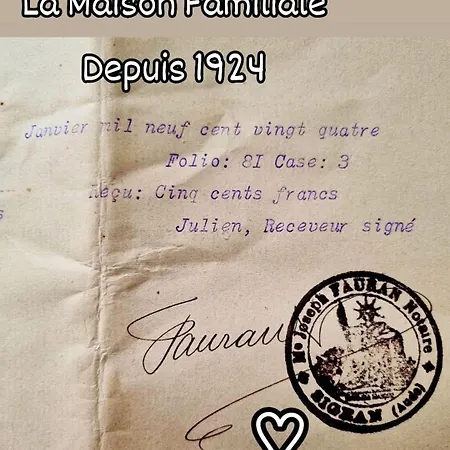 La Maison Familiale
Depuis 1924
Janvier mil neuf cent vingt quatre
Folio: 8I Case: 3
Reçu: Cinq cents francs
s
Julien, Receveur signé
Fauran
Me Joseph FAURAN Notaire
SIGEAN (Aude)